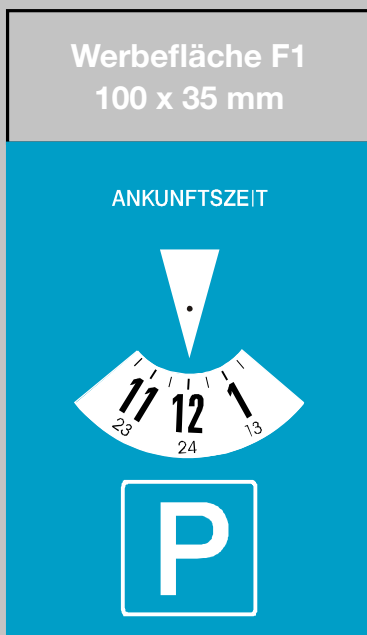 Werbefläche F1
100 x 35 mm
ANKUNFTSZEIT
11 12 1
23 24 13
P